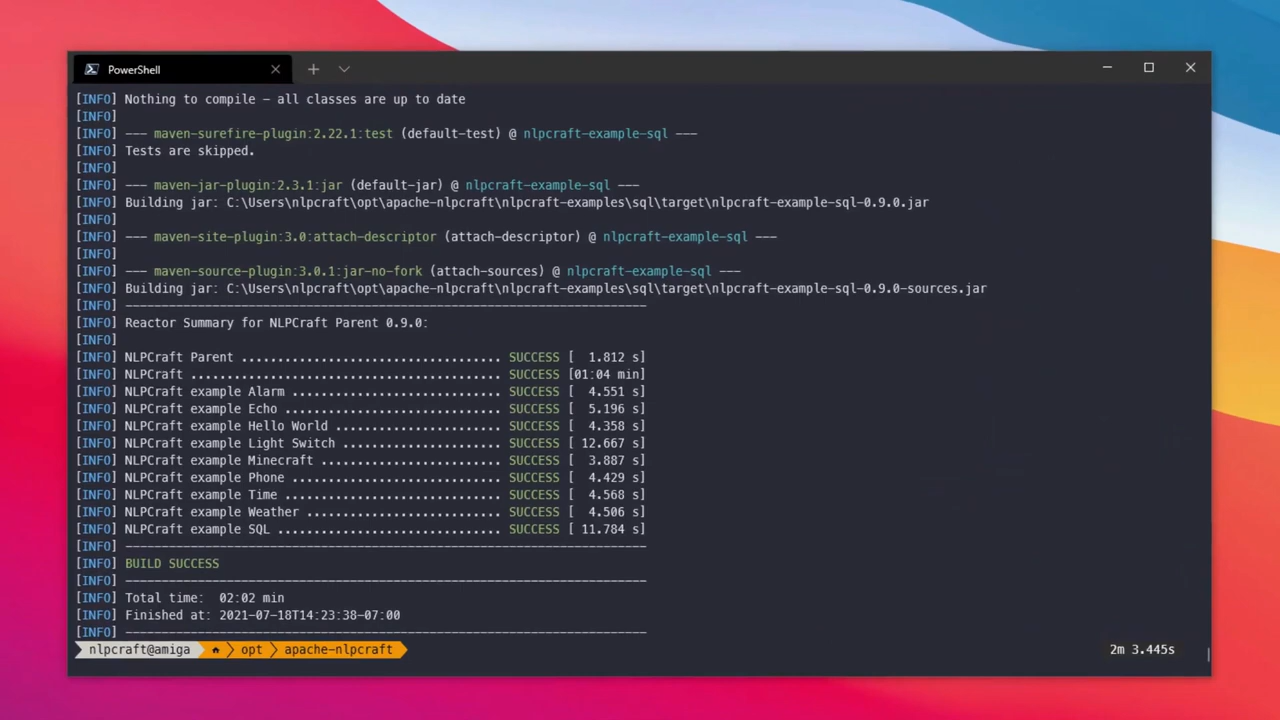 PowerShell
[INFO] Nothing to compile - all classes are up to date
[INFO]
[INFO] --- maven-surefire-plugin:2.22.1:test (default-test) @ nlpcraft-example-sql ---
[INFO] Tests are skipped.
[INFO]
[INFO] --- maven-jar-plugin:2.3.1:jar (default-jar) @ nlpcraft-example-sql ---
[INFO] Building jar: C:\Users\nlpcraft\opt\apache-nlpcraft\nlpcraft-examples\sql\target\nlpcraft-example-sql-0.9.0.jar
[INFO]
[INFO] --- maven-site-plugin:3.0:attach-descriptor (attach-descriptor) @ nlpcraft-example-sql ---
[INFO]
[INFO] --- maven-source-plugin:3.0.1:jar-no-fork (attach-sources) @ nlpcraft-example-sql ---
[INFO] Building jar: C:\Users\nlpcraft\opt\apache-nlpcraft\nlpcraft-examples\sql\target\nlpcraft-example-sql-0.9.0-sources.jar
[INFO] ------------------------------------------------------------------------
[INFO] Reactor Summary for NLPCraft Parent 0.9.0:
[INFO]
[INFO] NLPCraft Parent .................................... SUCCESS [  1.812 s]
[INFO] NLPCraft ........................................... SUCCESS [01:04 min]
[INFO] NLPCraft example Alarm ............................. SUCCESS [  4.551 s]
[INFO] NLPCraft example Echo .............................. SUCCESS [  5.196 s]
[INFO] NLPCraft example Hello World ....................... SUCCESS [  4.358 s]
[INFO] NLPCraft example Light Switch ...................... SUCCESS [ 12.667 s]
[INFO] NLPCraft example Minecraft ......................... SUCCESS [  3.887 s]
[INFO] NLPCraft example Phone ............................. SUCCESS [  4.429 s]
[INFO] NLPCraft example Time .............................. SUCCESS [  4.568 s]
[INFO] NLPCraft example Weather ........................... SUCCESS [  4.506 s]
[INFO] NLPCraft example SQL ............................... SUCCESS [ 11.784 s]
[INFO] ------------------------------------------------------------------------
[INFO] BUILD SUCCESS
[INFO] ------------------------------------------------------------------------
[INFO] Total time:  02:02 min
[INFO] Finished at: 2021-07-18T14:23:38-07:00
[INFO] ------------------------------------------------------------------------
nlpcraft@amiga opt apache-nlpcraft 2m 3.445s